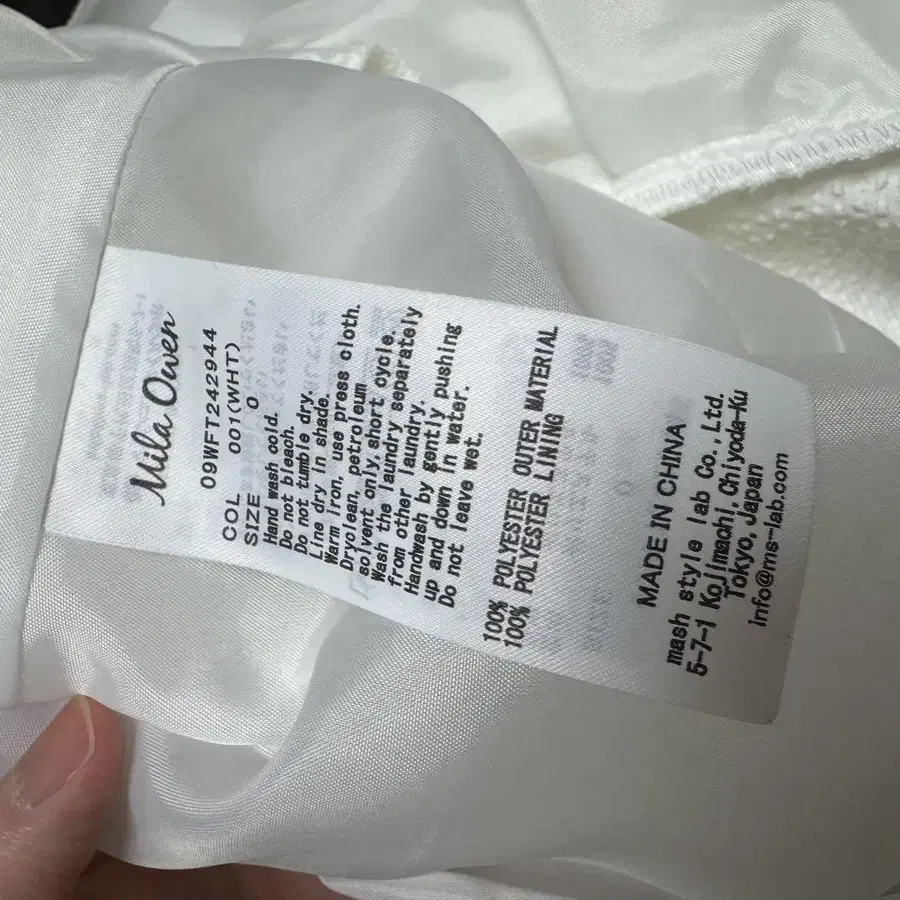 Mila Owen
09WFT242944
COL 001(WHT)
SIZE 0
Hand wash cold.
Do not bleach.
Do not tumble dry.
Line dry in shade.
Warm iron, use press cloth.
Dryclean, petroleum
solvent only, short cycle.
Wash the laundry separately
from other laundry.
Handwash by gently pushing
up and down in water.
Do not leave wet.
100% POLYESTER OUTER MATERIAL
100% POLYESTER LINING
MADE IN CHINA
mash style lab Co., Ltd.
5-7-1 Kojimachi, Chiyoda-Ku
Tokyo, Japan
info@ms-lab.com